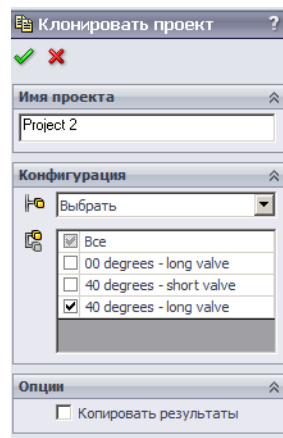 Клонировать проект ?
Имя проекта
Project 2
Конфигурация
Выбрать
Все
00 degrees - long valve
40 degrees - short valve
40 degrees - long valve
Опции
Копировать результаты